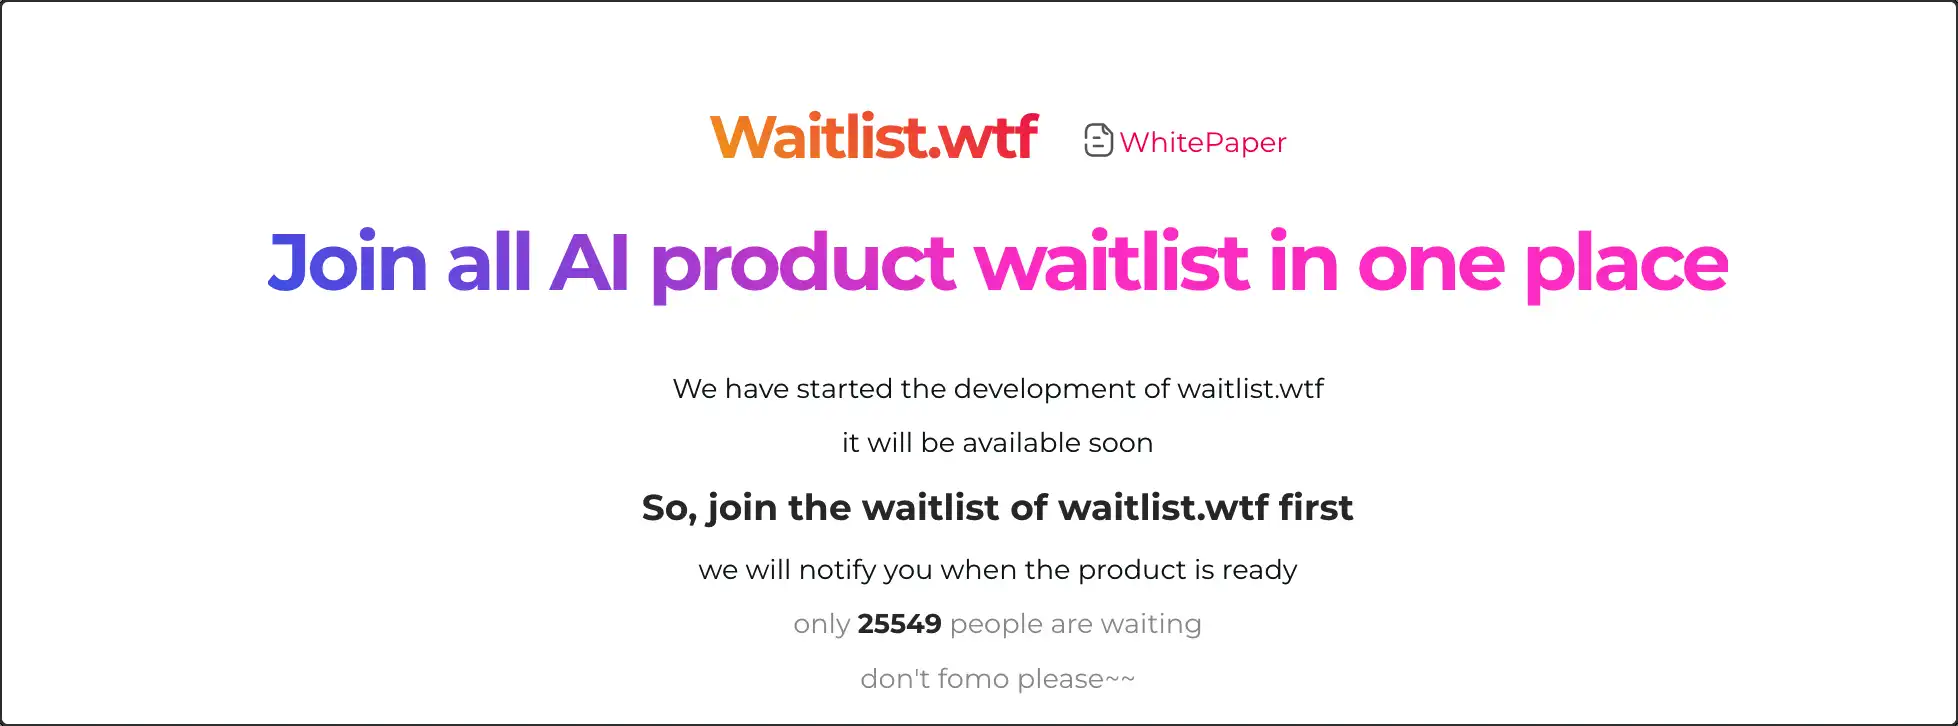 Waitlist.wtf WhitePaper
Join all AI product waitlist in one place
We have started the development of waitlist.wtf
it will be available soon
So, join the waitlist of waitlist.wtf first
we will notify you when the product is ready
only 25549 people are waiting
don't fomo please~~